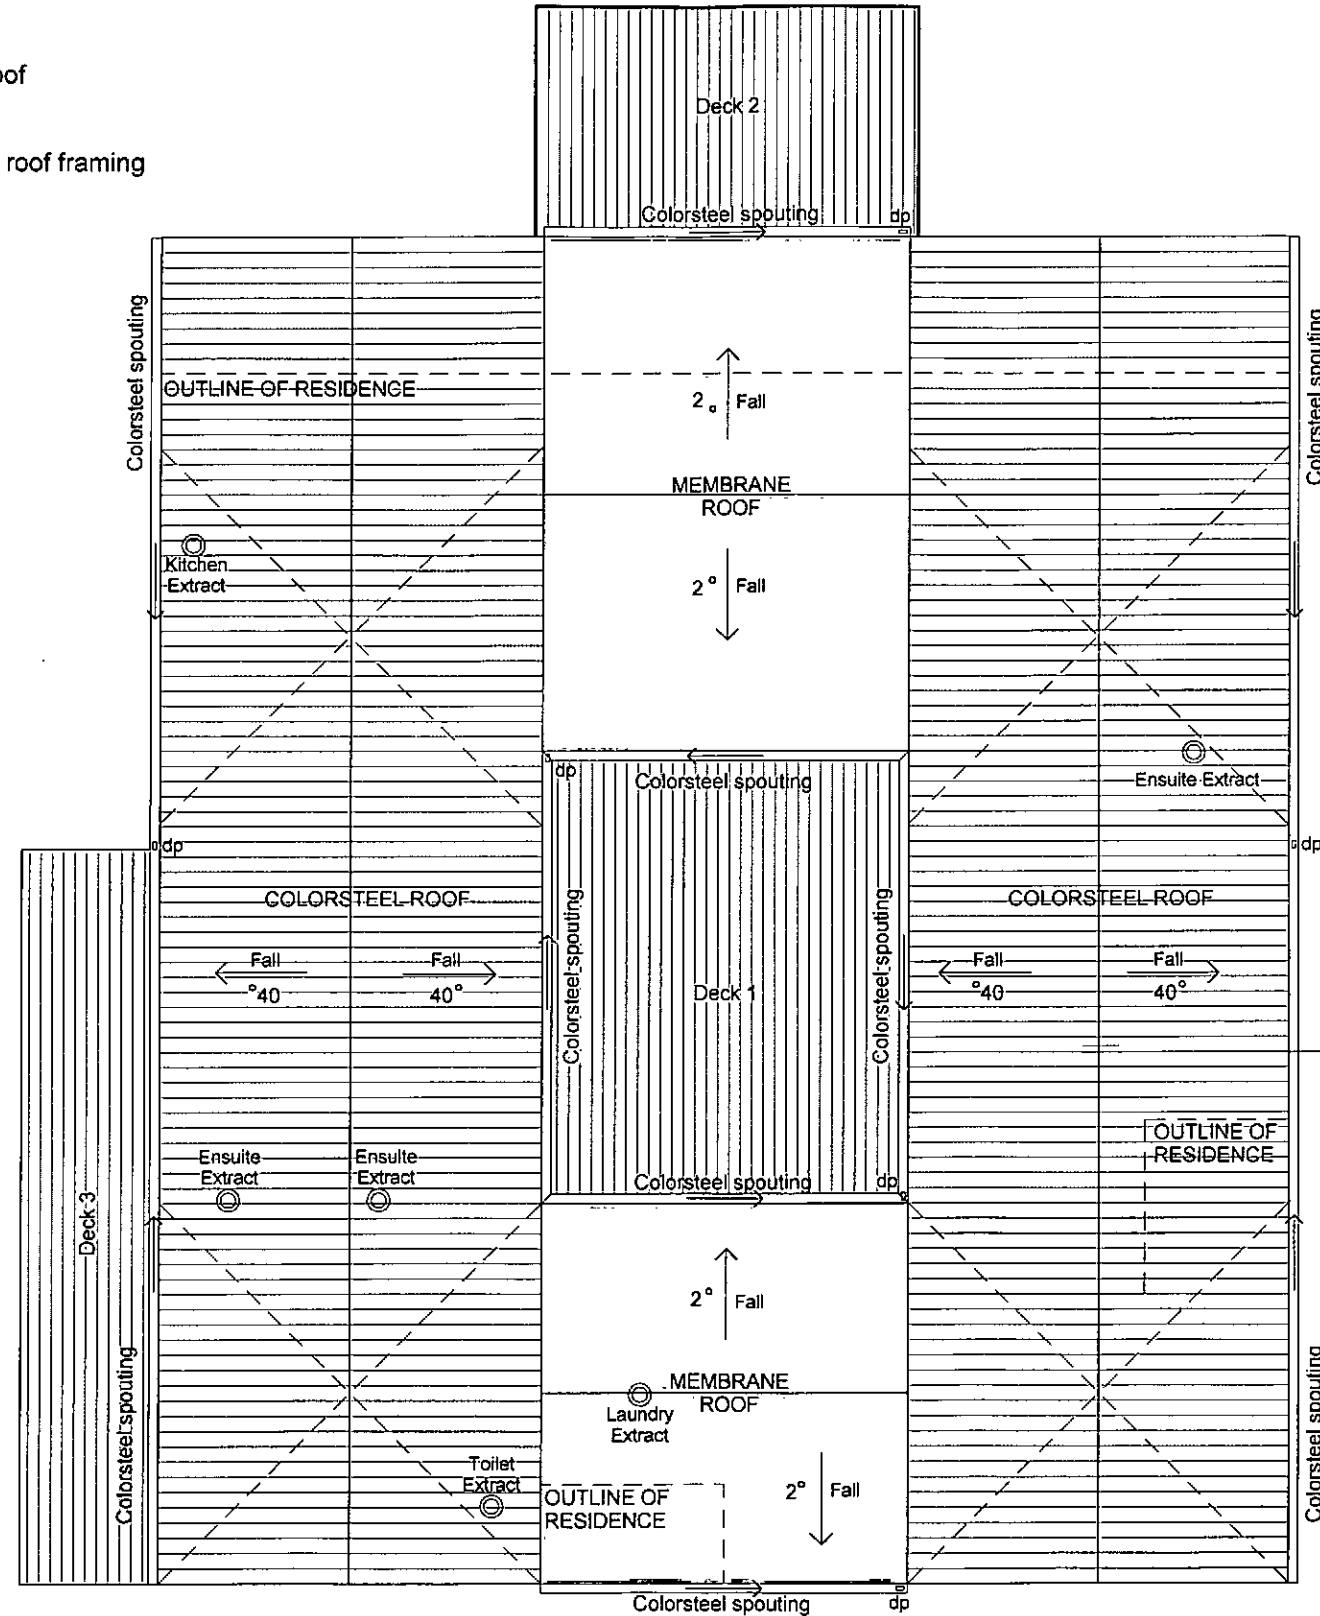 oof
roof framing
Deck 2
Colorsteel spouting
dp
Colorsteel spouting
Colorsteel spouting
OUTLINE OF RESIDENCE
2° Fall
MEMBRANE
ROOF
Kitchen
Extract
2° Fall
dp
Colorsteel spouting
Ensuite Extract
dp
dp
COLORSTEEL ROOF
COLORSTEEL ROOF
Colorsteel spouting
Colorsteel spouting
Fall
°40
Fall
40°
Deck 1
Fall
°40
Fall
40°
OUTLINE OF
RESIDENCE
Ensuite
Extract
Ensuite
Extract
Colorsteel spouting
dp
Deck 3
2° Fall
Colorsteel spouting
MEMBRANE
ROOF
Laundry
Extract
Colorsteel spouting
Toilet
Extract
OUTLINE OF
RESIDENCE
2° Fall
Colorsteel spouting
dp